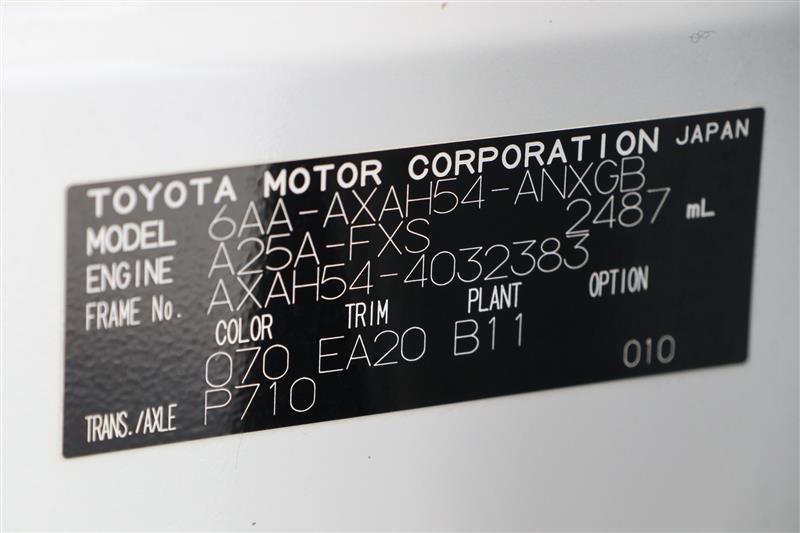 TOYOTA MOTOR CORPORATION JAPAN
MODEL 6AA-AXAH54-ANXGB
ENGINE A25A-FXS 2487 mL
FRAME No. AXAH54-4032383
COLOR TRIM PLANT OPTION
070 EA20 B11 010
TRANS./AXLE P710